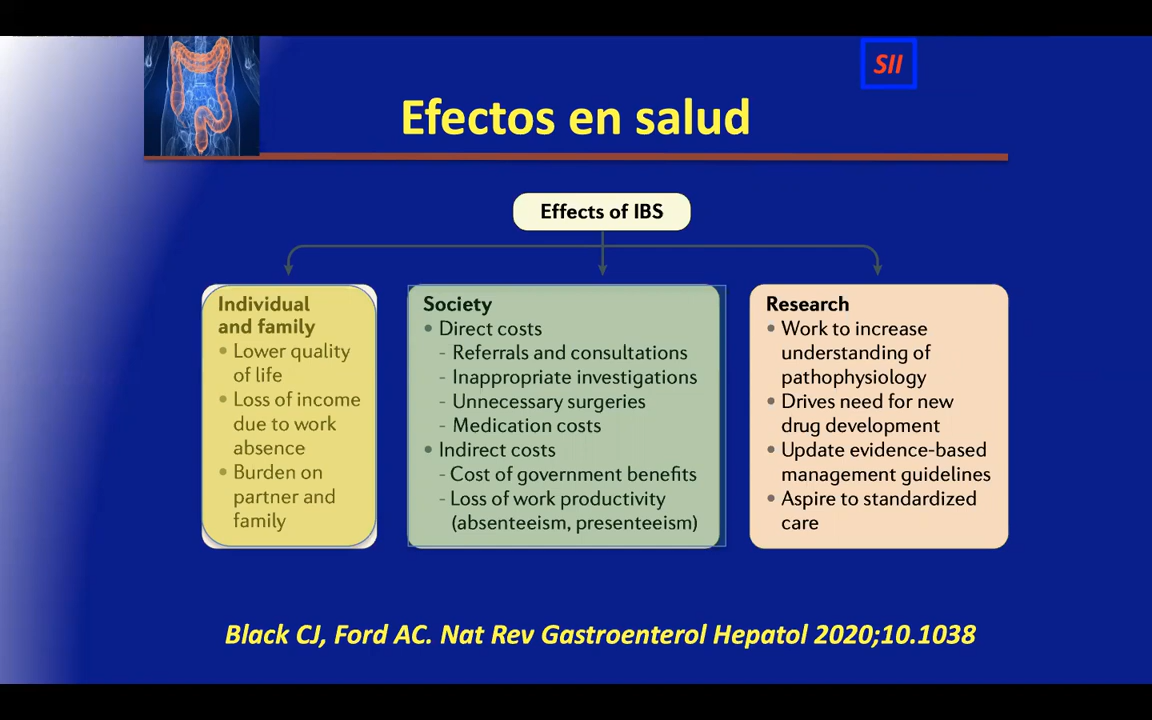 SII
Efectos en salud
Effects of IBS
Individual
and family
• Lower quality
of life
• Loss of income
due to work
absence
• Burden on
partner and
family
Society
• Direct costs
- Referrals and consultations
- Inappropriate investigations
- Unnecessary surgeries
- Medication costs
• Indirect costs
- Cost of government benefits
- Loss of work productivity
(absenteeism, presenteeism)
Research
• Work to increase
understanding of
pathophysiology
• Drives need for new
drug development
• Update evidence-based
management guidelines
• Aspire to standardized
care
Black CJ, Ford AC. Nat Rev Gastroenterol Hepatol 2020;10.1038